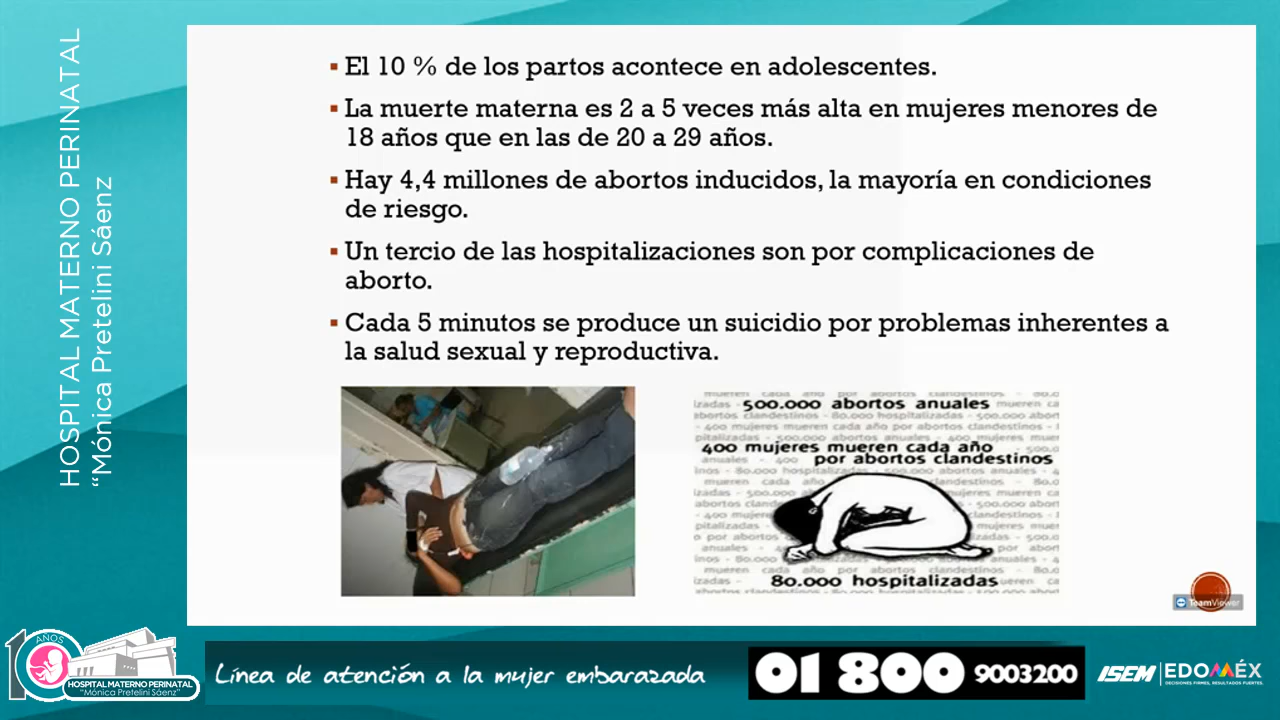 HOSPITAL MATERNO PERINATAL
“Mónica Pretelini Sáenz
El 10 % de los partos acontece en adolescentes.
La muerte materna es 2 a 5 veces más alta en mujeres menores de
18 años que en las de 20 a 29 años.
Hay 4,4 millones de abortos inducidos, la mayoría en condiciones
de riesgo.
Un tercio de las hospitalizaciones son por complicaciones de
aborto.
Cada 5 minutos se produce un suicidio por problemas inherentes a
la salud sexual y reproductiva.
500.000 abortos anuales
400 mujeres mueren cada año
por abortos clandestinos
80.000 hospitalizadas
TeamViewer
10 AÑOS
HOSPITAL MATERNO PERINATAL
“Mónica Pretelini Sáenz”
Línea de atención a la mujer embarazada
01 800 9003200
ISEM
EDOMÉX
DECISIONES FIRMES, RESULTADOS FUERTES.